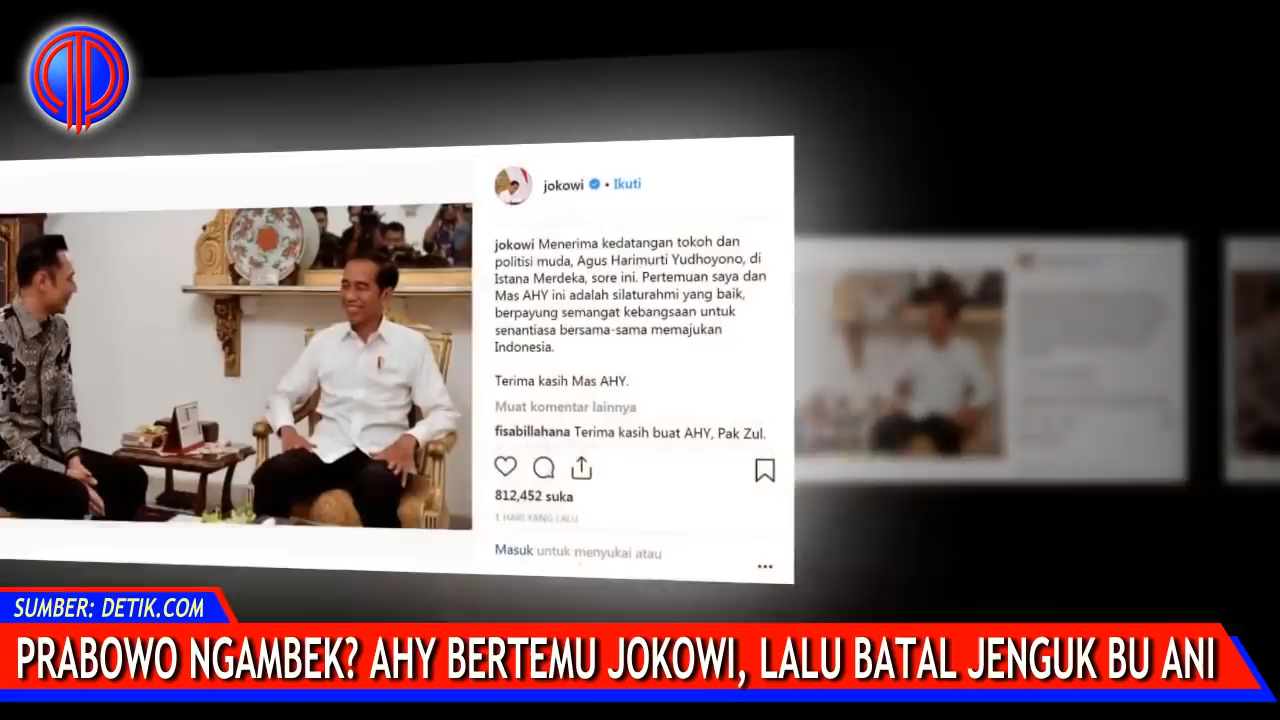 jokowi • Ikuti
jokowi Menerima kedatangan tokoh dan
politisi muda, Agus Harimurti Yudhoyono, di
Istana Merdeka, sore ini. Pertemuan saya dan
Mas AHY ini adalah silaturahmi yang baik,
berpayung semangat kebangsaan untuk
senantiasa bersama-sama memajukan
Indonesia.
Terima kasih Mas AHY.
Muat komentar lainnya
fisabillahana Terima kasih buat AHY, Pak Zul.
812,452 suka
1 HARI YANG LALU
Masuk untuk menyukai atau
SUMBER: DETIK.COM
PRABOWO NGAMBEK? AHY BERTEMU JOKOWI, LALU BATAL JENGUK BU ANI